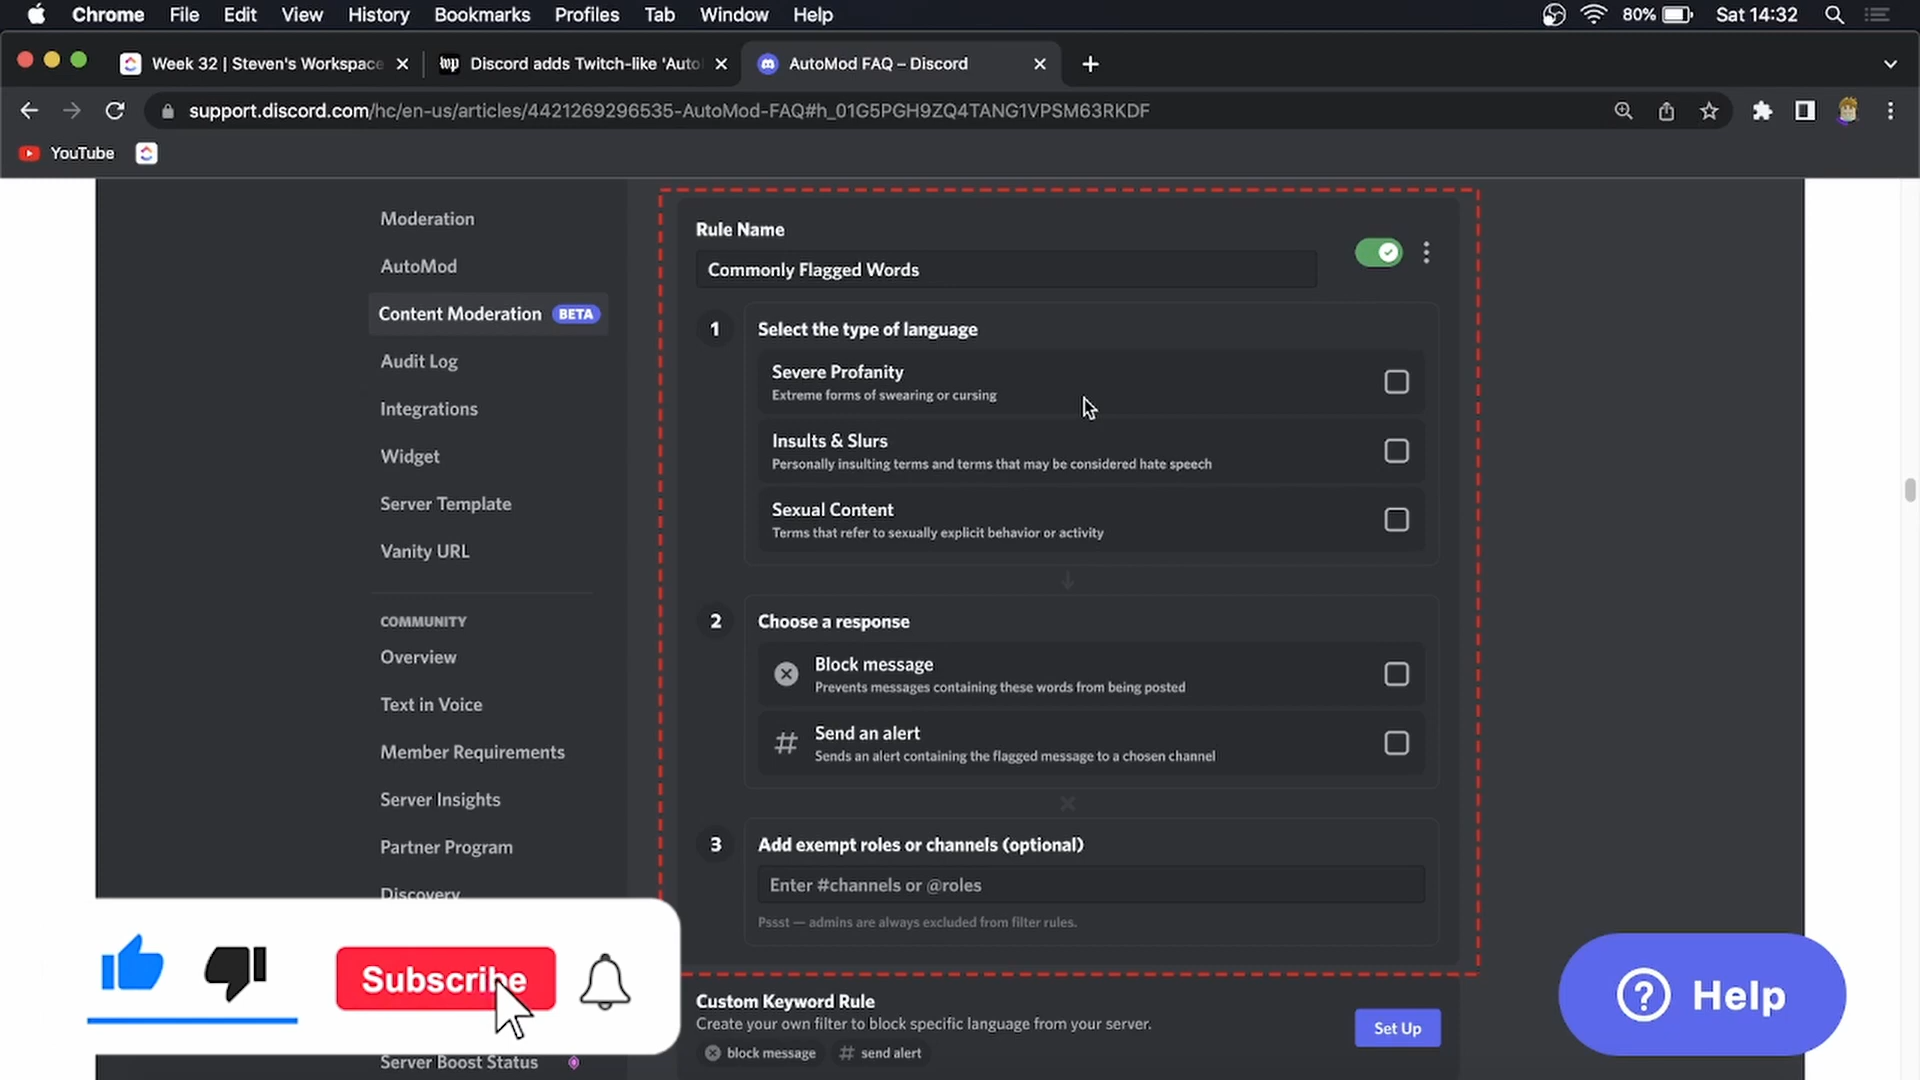 Chrome File Edit View History Bookmarks Profiles Tab Window Help 80% Sat 14:32
Week 32 | Steven's Workspace
Discord adds Twitch-like 'Auto
AutoMod FAQ – Discord
support.discord.com/hc/en-us/articles/4421269296535-AutoMod-FAQ#h_01G5PGH9ZQ4TANG1VPSM63RKDF
YouTube
Moderation
AutoMod
Content Moderation BETA
Audit Log
Integrations
Widget
Server Template
Vanity URL
COMMUNITY
Overview
Text in Voice
Member Requirements
Server Insights
Partner Program
Discovery
Server Boost Status
Rule Name
Commonly Flagged Words
1 Select the type of language
Severe Profanity
Extreme forms of swearing or cursing
Insults & Slurs
Personally insulting terms and terms that may be considered hate speech
Sexual Content
Terms that refer to sexually explicit behavior or activity
2 Choose a response
Block message
Prevents messages containing these words from being posted
# Send an alert
Sends an alert containing the flagged message to a chosen channel
3 Add exempt roles or channels (optional)
Enter #channels or @roles
Pssst — admins are always excluded from filter rules.
Custom Keyword Rule
Create your own filter to block specific language from your server.
block message # send alert
Set Up
Subscribe
Help